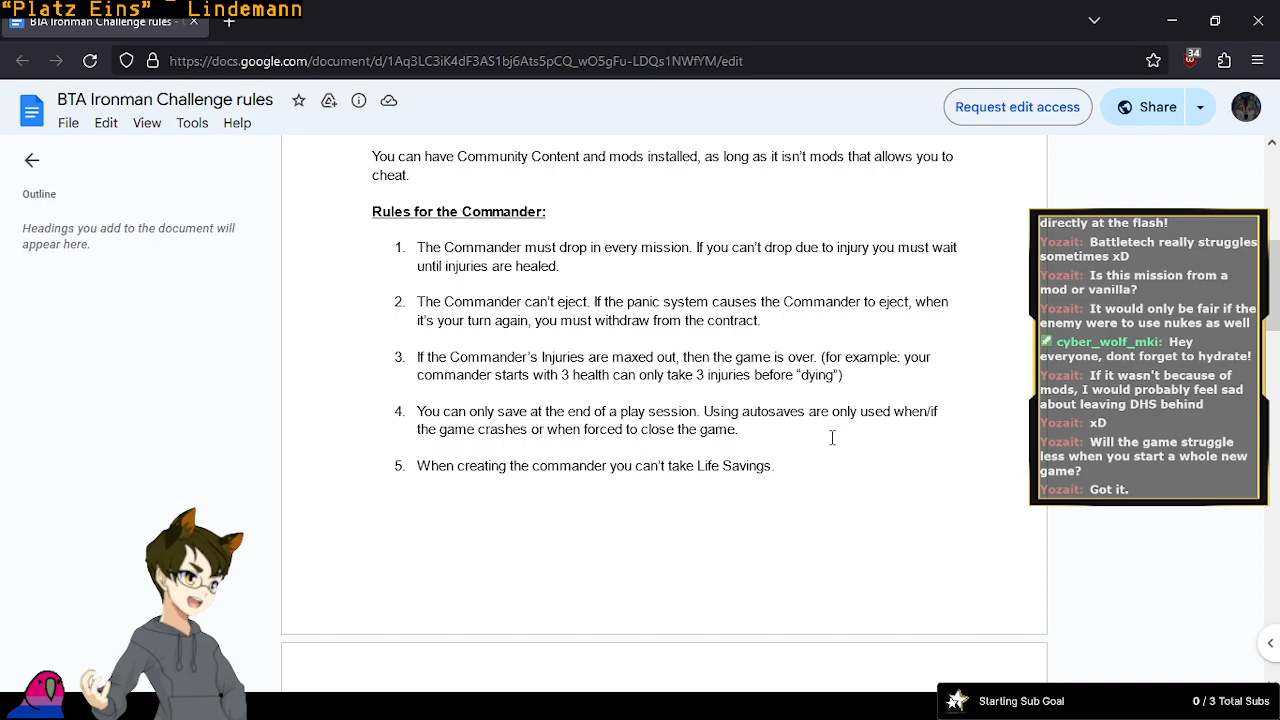 "Platz Eins" ~ Lindemann
BTA Ironman Challenge rules -
https://docs.google.com/document/d/1Aq3LC3iK4dF3AS1bj6Ats5pCQ_wO5gFu-LDQs1NWfYM/edit
34
BTA Ironman Challenge rules
File Edit View Tools Help
Request edit access
Share
Outline
Headings you add to the document will
appear here.
You can have Community Content and mods installed, as long as it isn't mods that allows you to
cheat.
Rules for the Commander:
1. The Commander must drop in every mission. If you can't drop due to injury you must wait
until injuries are healed.
2. The Commander can't eject. If the panic system causes the Commander to eject, when
it's your turn again, you must withdraw from the contract.
3. If the Commander's Injuries are maxed out, then the game is over. (for example: your
commander starts with 3 health can only take 3 injuries before "dying")
4. You can only save at the end of a play session. Using autosaves are only used when/if
the game crashes or when forced to close the game.
5. When creating the commander you can't take Life Savings.
directly at the flash!
Yozait: Battletech really struggles
sometimes xD
Yozait: Is this mission from a
mod or vanilla?
Yozait: It would only be fair if the
enemy were to use nukes as well
cyber_wolf_mki: Hey
everyone, dont forget to hydrate!
Yozait: If it wasn't because of
mods, I would probably feel sad
about leaving DHS behind
Yozait: xD
Yozait: Will the game struggle
less when you start a whole new
game?
Yozait: Got it.
Starting Sub Goal
0 / 3 Total Subs